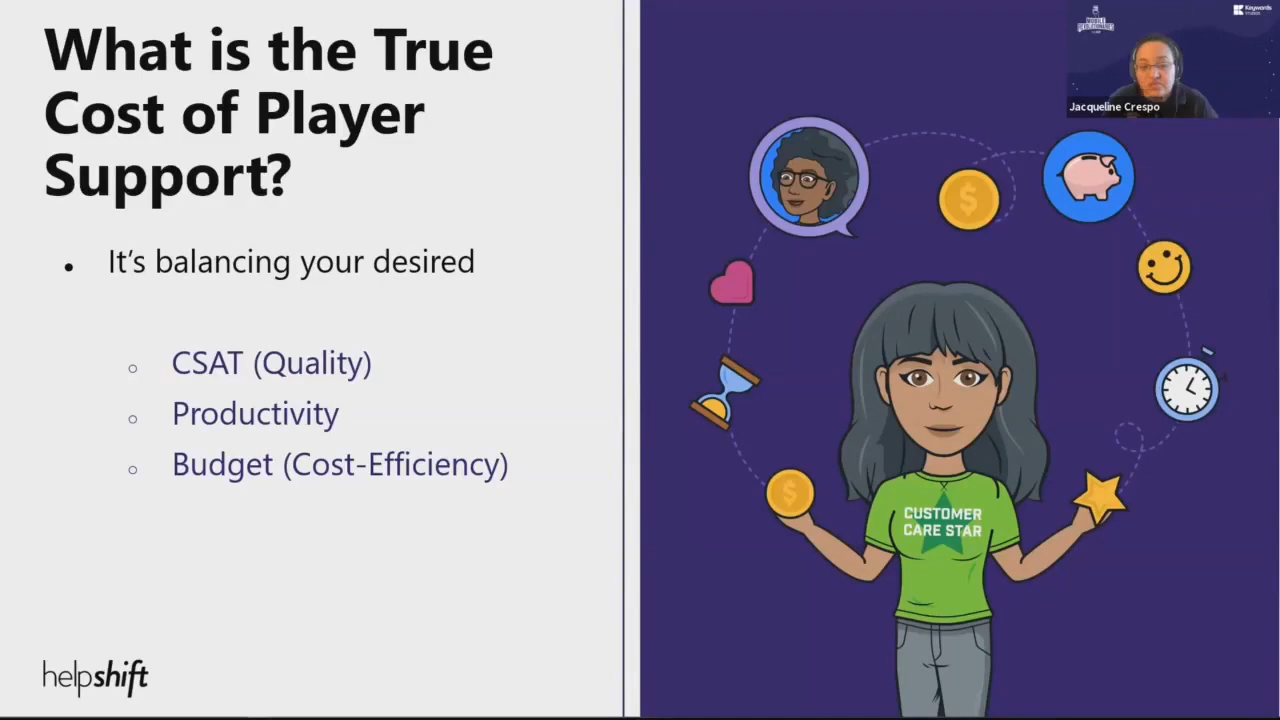 What is the True
Cost of Player
Support?
It's balancing your desired
CSAT (Quality)
Productivity
Budget (Cost-Efficiency)
helpshift
$
$
CUSTOMER
CARE STAR
Keywords
Jacqueline Crespo